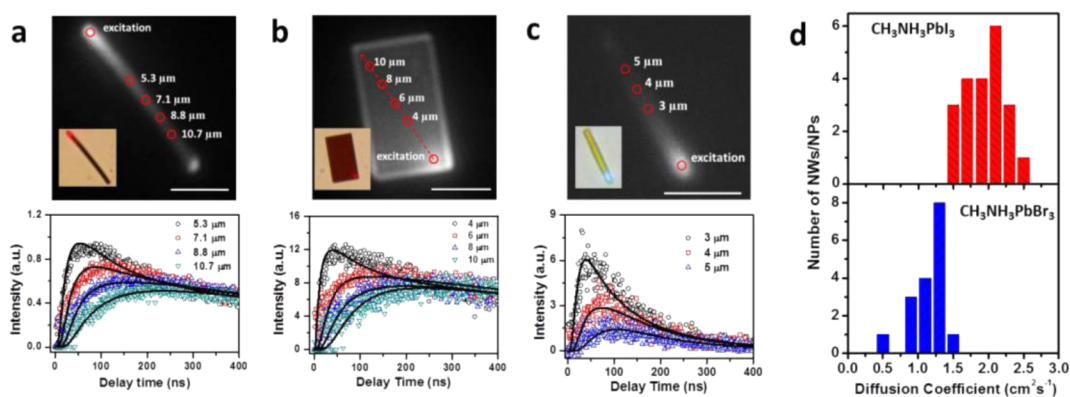 a
excitation
5.3 μm
7.1 μm
8.8 μm
10.7 μm
b
10 μm
8 μm
6 μm
4 μm
excitation
c
5 μm
4 μm
3 μm
excitation
1.2
0.8
0.4
0.0
Intensity (a.u.)
5.3 μm
7.1 μm
8.8 μm
10.7 μm
0 100 200 300 400
Delay time (ns)
16
12
8
4
0
Intensity (a.u.)
4 μm
6 μm
8 μm
10 μm
0 100 200 300 400
Delay Time (ns)
9
6
3
0
Intensity (a.u.)
3 μm
4 μm
5 μm
0 100 200 300 400
Delay Time (ns)
d
CH₃NH₃PbI₃
6
4
2
0
Number of NWs/NPs
CH₃NH₃PbBr₃
8
6
4
2
0
0.0 0.5 1.0 1.5 2.0 2.5 3.0
Diffusion Coefficient (cm²s⁻¹)